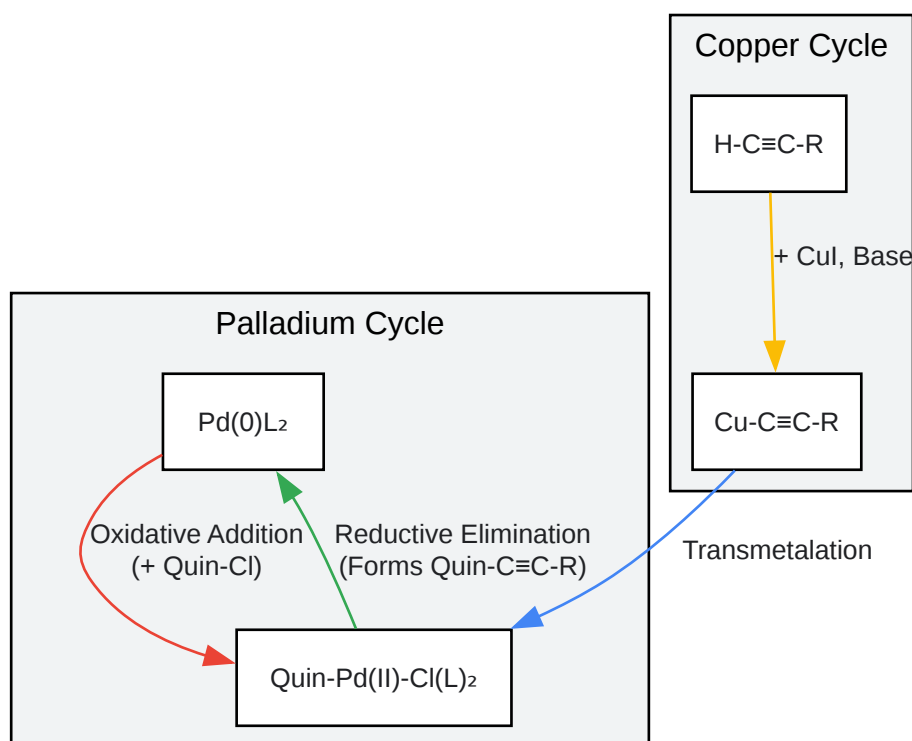 Copper Cycle
H-C≡C-R
+ CuI, Base
Palladium Cycle
Pd(0)L₂
Cu-C≡C-R
Oxidative Addition
(+ Quin-Cl)
Reductive Elimination
(Forms Quin-C≡C-R)
Transmetalation
Quin-Pd(II)-Cl(L)₂